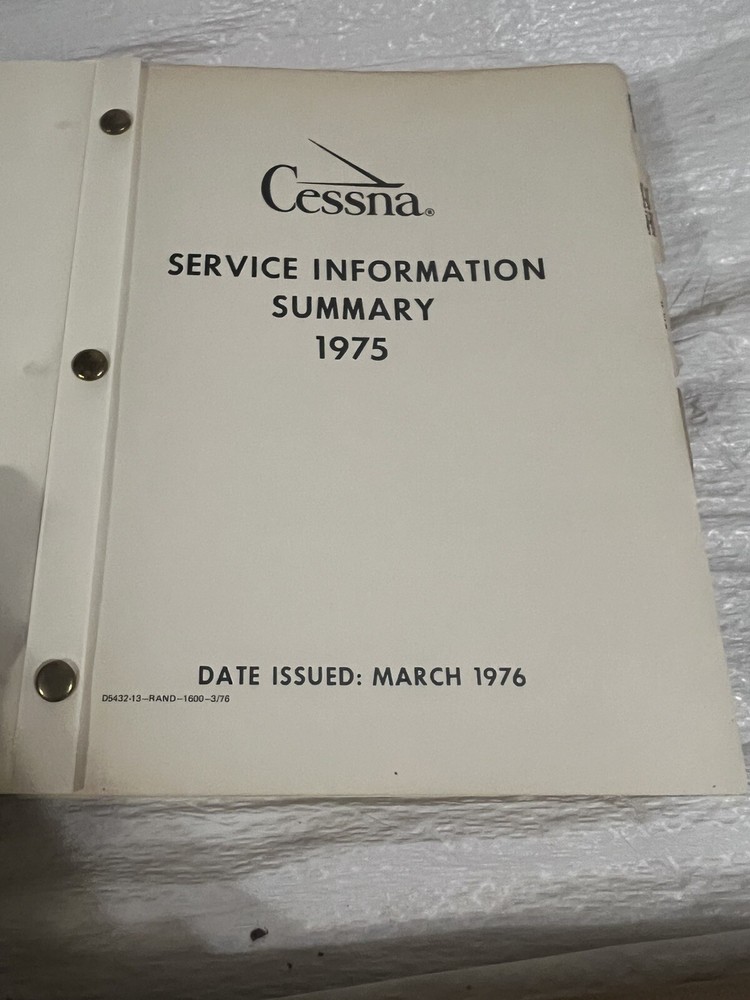 Cessna®
SERVICE INFORMATION
SUMMARY
1975
DATE ISSUED: MARCH 1976
D5432-13—RAND—1600—3/76